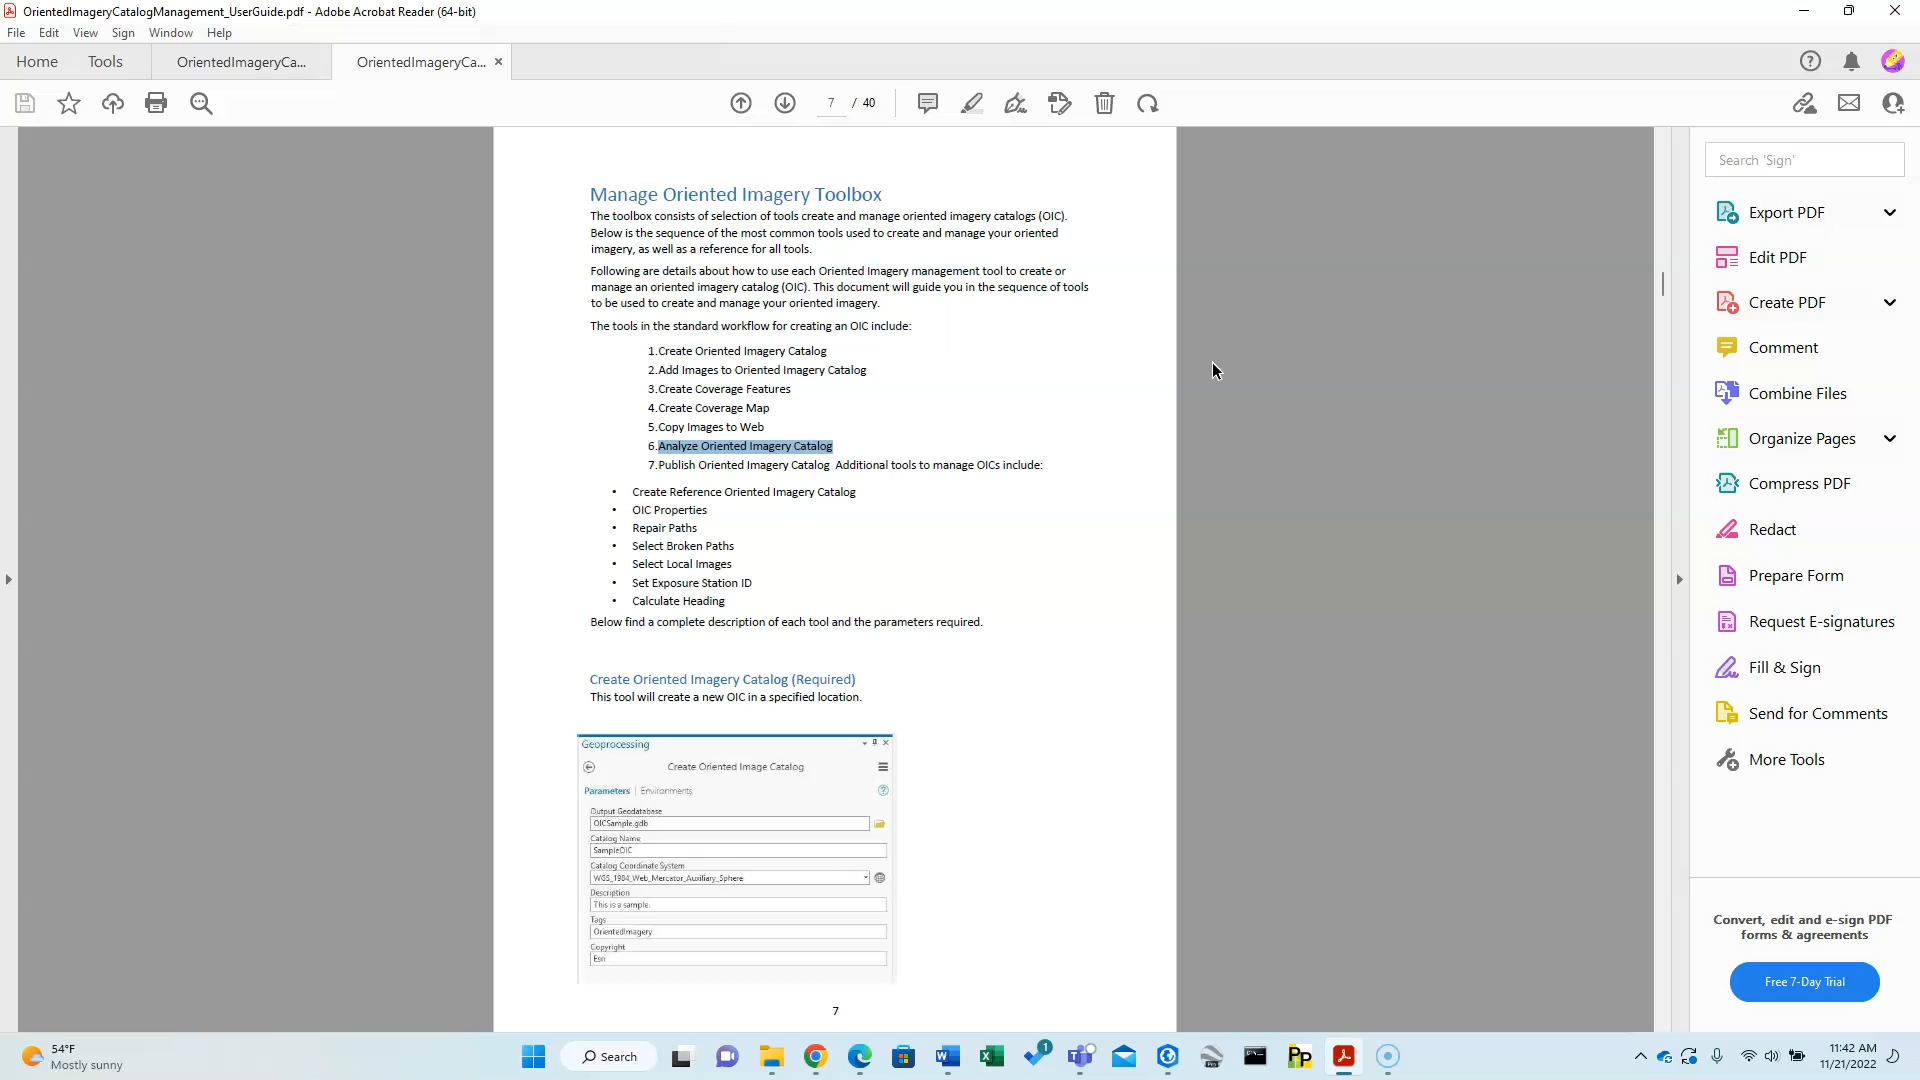 OrientedImageryCatalogManagement_UserGuide.pdf - Adobe Acrobat Reader (64-bit)
File Edit View Sign Window Help
Home Tools OrientedImageryCa... OrientedImageryCa... ×
7 / 40
Search 'Sign'
Export PDF
Edit PDF
Create PDF
Comment
Combine Files
Organize Pages
Compress PDF
Redact
Prepare Form
Request E-signatures
Fill & Sign
Send for Comments
More Tools
Convert, edit and e-sign PDF
forms & agreements
Free 7-Day Trial
Manage Oriented Imagery Toolbox
The toolbox consists of selection of tools create and manage oriented imagery catalogs (OIC).
Below is the sequence of the most common tools used to create and manage your oriented
imagery, as well as a reference for all tools.
Following are details about how to use each Oriented Imagery management tool to create or
manage an oriented imagery catalog (OIC). This document will guide you in the sequence of tools
to be used to create and manage your oriented imagery.
The tools in the standard workflow for creating an OIC include:
1.Create Oriented Imagery Catalog
2.Add Images to Oriented Imagery Catalog
3.Create Coverage Features
4.Create Coverage Map
5.Copy Images to Web
6.Analyze Oriented Imagery Catalog
7.Publish Oriented Imagery Catalog Additional tools to manage OICs include:
• Create Reference Oriented Imagery Catalog
• OIC Properties
• Repair Paths
• Select Broken Paths
• Select Local Images
• Set Exposure Station ID
• Calculate Heading
Below find a complete description of each tool and the parameters required.
Create Oriented Imagery Catalog (Required)
This tool will create a new OIC in a specified location.
Geoprocessing
Create Oriented Image Catalog
Parameters | Environments
Output Geodatabase
OICSample.gdb
Catalog Name
SampleOIC
Catalog Coordinate System
WGS_1984_Web_Mercator_Auxiliary_Sphere
Description
This is a sample.
Tags
OrientedImagery
Copyright
Esri
7
54°F
Mostly sunny
Search
1
Pp
11:42 AM
11/21/2022